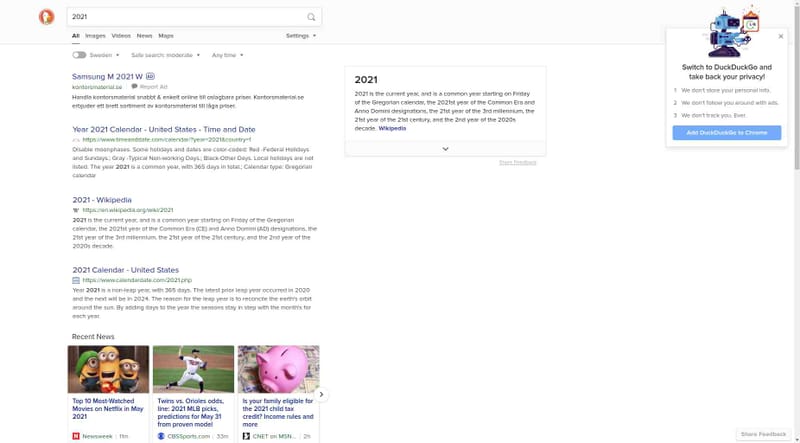 2021
All Images Videos News Maps Settings
Sweden Safe search: moderate Any time
Samsung M 2021 W AD
kontorsmaterial.se Report Ad
Handla kontorsmaterial snabbt & enkelt online till oslagbara priser. Kontorsmaterial.se
erbjuder ett brett sortiment av kontorsmaterial till låga priser.
Year 2021 Calendar - United States - Time and Date
https://www.timeanddate.com/calendar/?year=2021&country=1
Disable moonphases. Some holidays and dates are color-coded: Red -Federal Holidays
and Sundays.; Gray -Typical Non-working Days.; Black-Other Days. Local holidays are not
listed. The year 2021 is a common year, with 365 days in total.; Calendar type: Gregorian
calendar
2021 - Wikipedia
W https://en.wikipedia.org/wiki/2021
2021 is the current year, and is a common year starting on Friday of the Gregorian
calendar, the 2021st year of the Common Era (CE) and Anno Domini (AD) designations, the
21st year of the 3rd millennium, the 21st year of the 21st century, and the 2nd year of the
2020s decade.
2021 Calendar - United States
https://www.calendardate.com/2021.php
Year 2021 is a non-leap year, with 365 days. The latest prior leap year occurred in 2020
and the next will be in 2024. The reason for the leap year is to reconcile the earth's orbit
around the sun. By adding days to the year the seasons stay in step with the month's for
each year.
Recent News
Top 10 Most-Watched
Movies on Netflix in May
2021
N Newsweek | 11m
Twins vs. Orioles odds,
line: 2021 MLB picks,
predictions for May 31
from proven model
CBSSports.com | 33m
Is your family eligible for
the 2021 child tax
credit? Income rules and
more
CNET on MSN... | 2h
2021
2021 is the current year, and is a common year starting on Friday
of the Gregorian calendar, the 2021st year of the Common Era and
Anno Domini designations, the 21st year of the 3rd millennium, the
21st year of the 21st century, and the 2nd year of the 2020s
decade. Wikipedia
Share Feedback
Switch to DuckDuckGo and
take back your privacy!
1 We don't store your personal info.
2 We don't follow you around with ads.
3 We don't track you. Ever.
Add DuckDuckGo to Chrome
Share Feedback